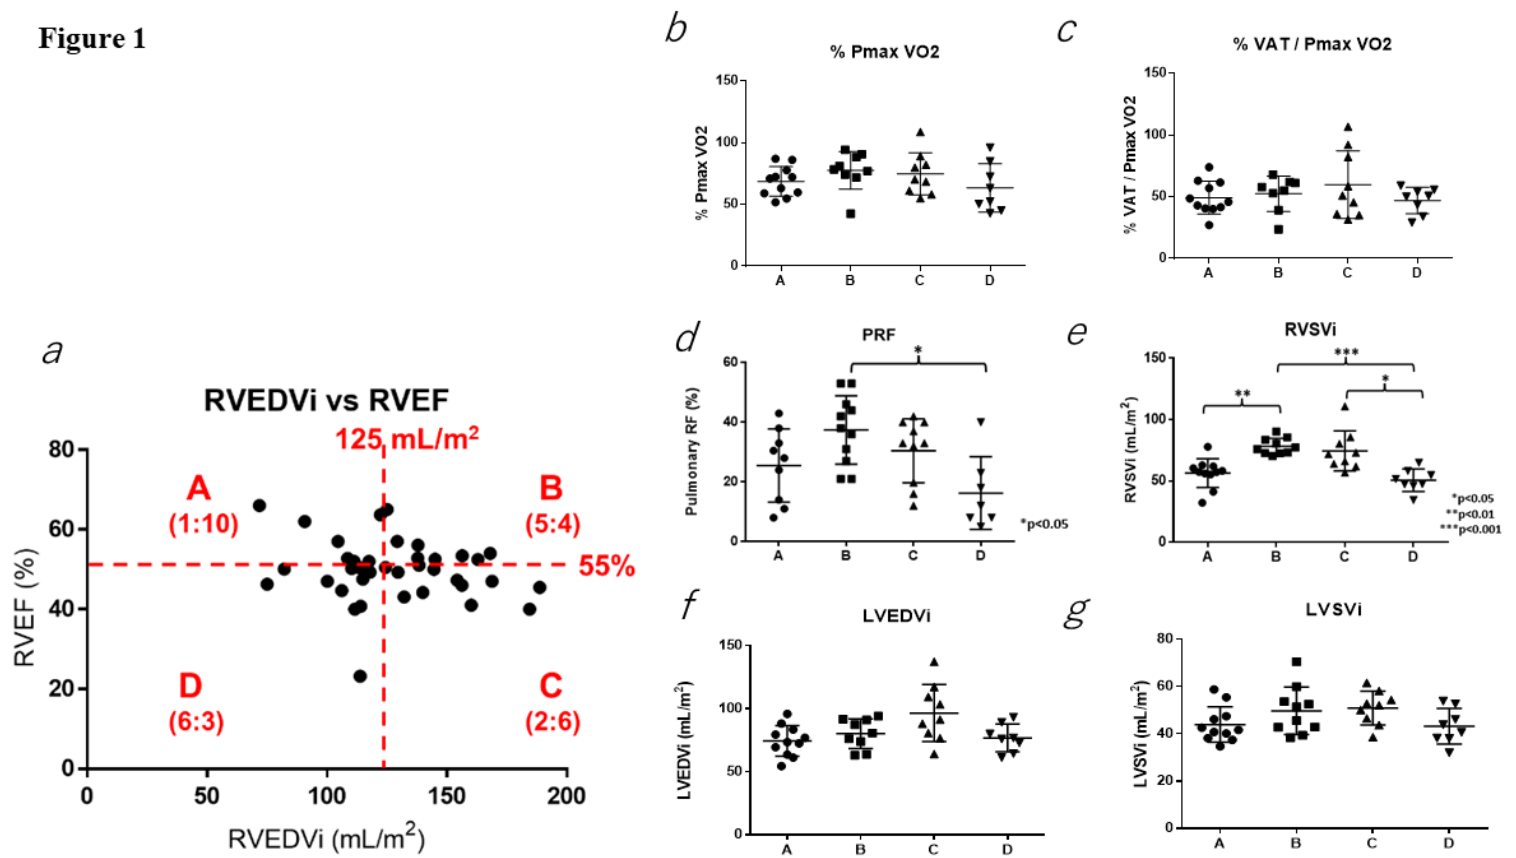 Figure 1
a
RVEDVi vs RVEF
125 mL/m²
80
60
40
20
0
RVEF (%)
A
(1:10)
B
(5:4)
55%
D
(6:3)
C
(2:6)
0 50 100 150 200
RVEDVi (mL/m²)
b
% Pmax VO2
150
100
50
0
% Pmax VO2
A B C D
c
% VAT / Pmax VO2
150
100
50
0
% VAT / Pmax VO2
A B C D
d
PRF
60
40
20
0
Pulmonary RF (%)
*
*p<0.05
A B C D
e
RVSVi
150
100
50
0
RVSVi (mL/m²)
***
**
*
*p<0.05
**p<0.01
***p<0.001
A B C D
f
LVEDVi
150
100
50
0
LVEDVi (mL/m²)
A B C D
g
LVSVi
80
60
40
20
0
LVSVi (mL/m²)
A B C D